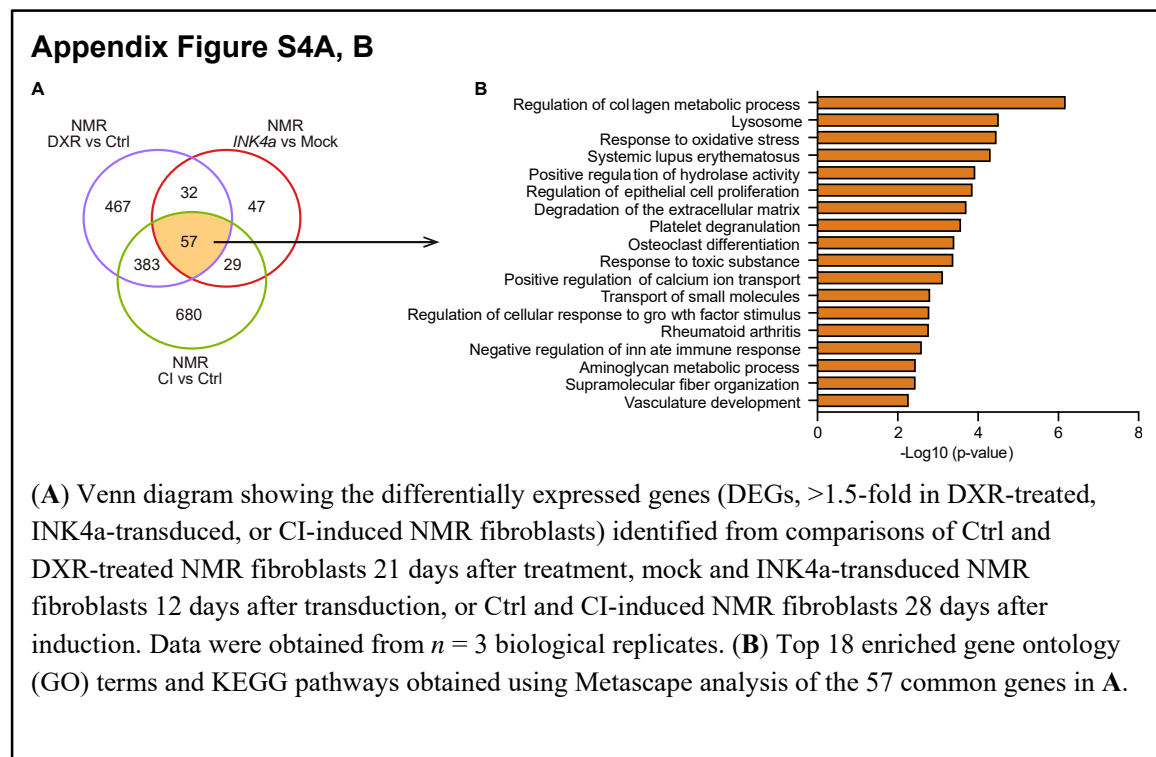 Appendix Figure S4A, B
A
NMR
DXR vs Ctrl
NMR
INK4a vs Mock
32
467
47
57
383
29
680
NMR
CI vs Ctrl
B
Regulation of collagen metabolic process
Lysosome
Response to oxidative stress
Systemic lupus erythematosus
Positive regulation of hydrolase activity
Regulation of epithelial cell proliferation
Degradation of the extracellular matrix
Platelet degranulation
Osteoclast differentiation
Response to toxic substance
Positive regulation of calcium ion transport
Transport of small molecules
Regulation of cellular response to gro wth factor stimulus
Rheumatoid arthritis
Negative regulation of inn ate immune response
Aminoglycan metabolic process
Supramolecular fiber organization
Vasculature development
0 2 4 6 8
-Log10 (p-value)
(A) Venn diagram showing the differentially expressed genes (DEGs, >1.5-fold in DXR-treated,
INK4a-transduced, or CI-induced NMR fibroblasts) identified from comparisons of Ctrl and
DXR-treated NMR fibroblasts 21 days after treatment, mock and INK4a-transduced NMR
fibroblasts 12 days after transduction, or Ctrl and CI-induced NMR fibroblasts 28 days after
induction. Data were obtained from n = 3 biological replicates. (B) Top 18 enriched gene ontology
(GO) terms and KEGG pathways obtained using Metascape analysis of the 57 common genes in A.